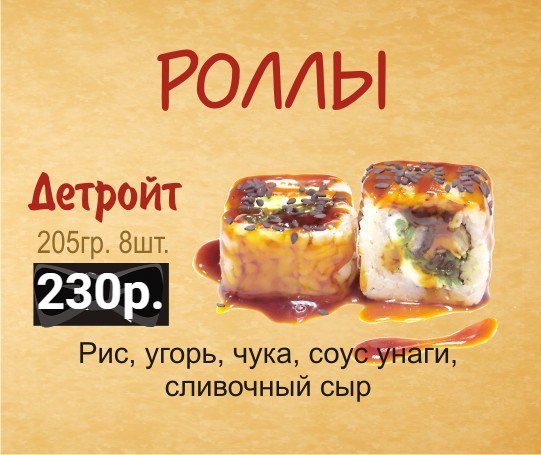 РОЛЛЫ
Детройт
205гр. 8шт.
230р.
Рис, угорь, чука, соус унаги,
сливочный сыр